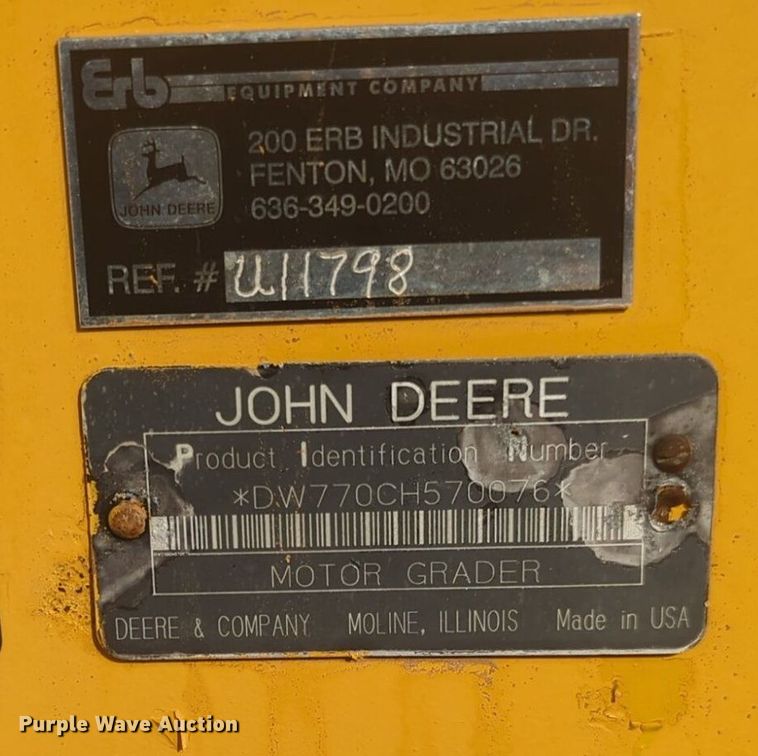 Erb EQUIPMENT COMPANY
200 ERB INDUSTRIAL DR.
FENTON, MO 63026
JOHN DEERE
636-349-0200
REF. # U11798
JOHN DEERE
Product Identification Number
*DW770CH570076*
MOTOR GRADER
DEERE & COMPANY MOLINE, ILLINOIS Made in USA
Purple Wave Auction